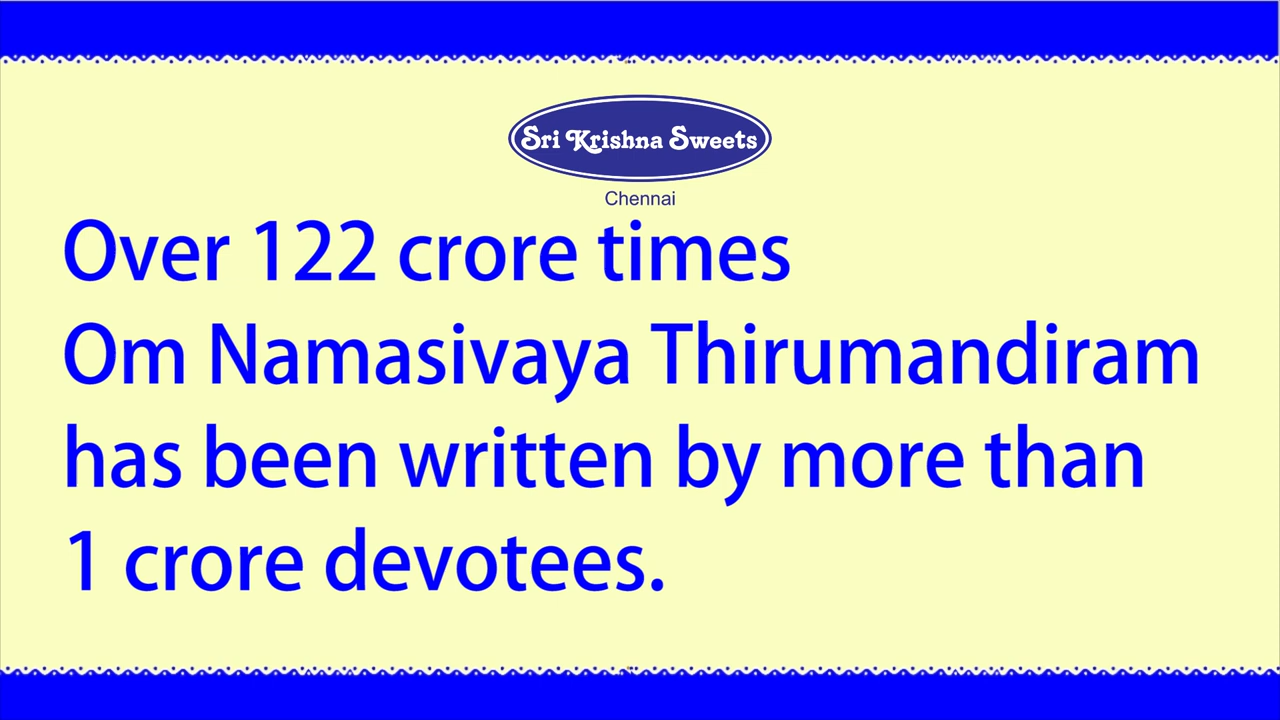 Sri Krishna Sweets
Chennai
Over 122 crore times
Om Namasivaya Thirumandiram
has been written by more than
1 crore devotees.